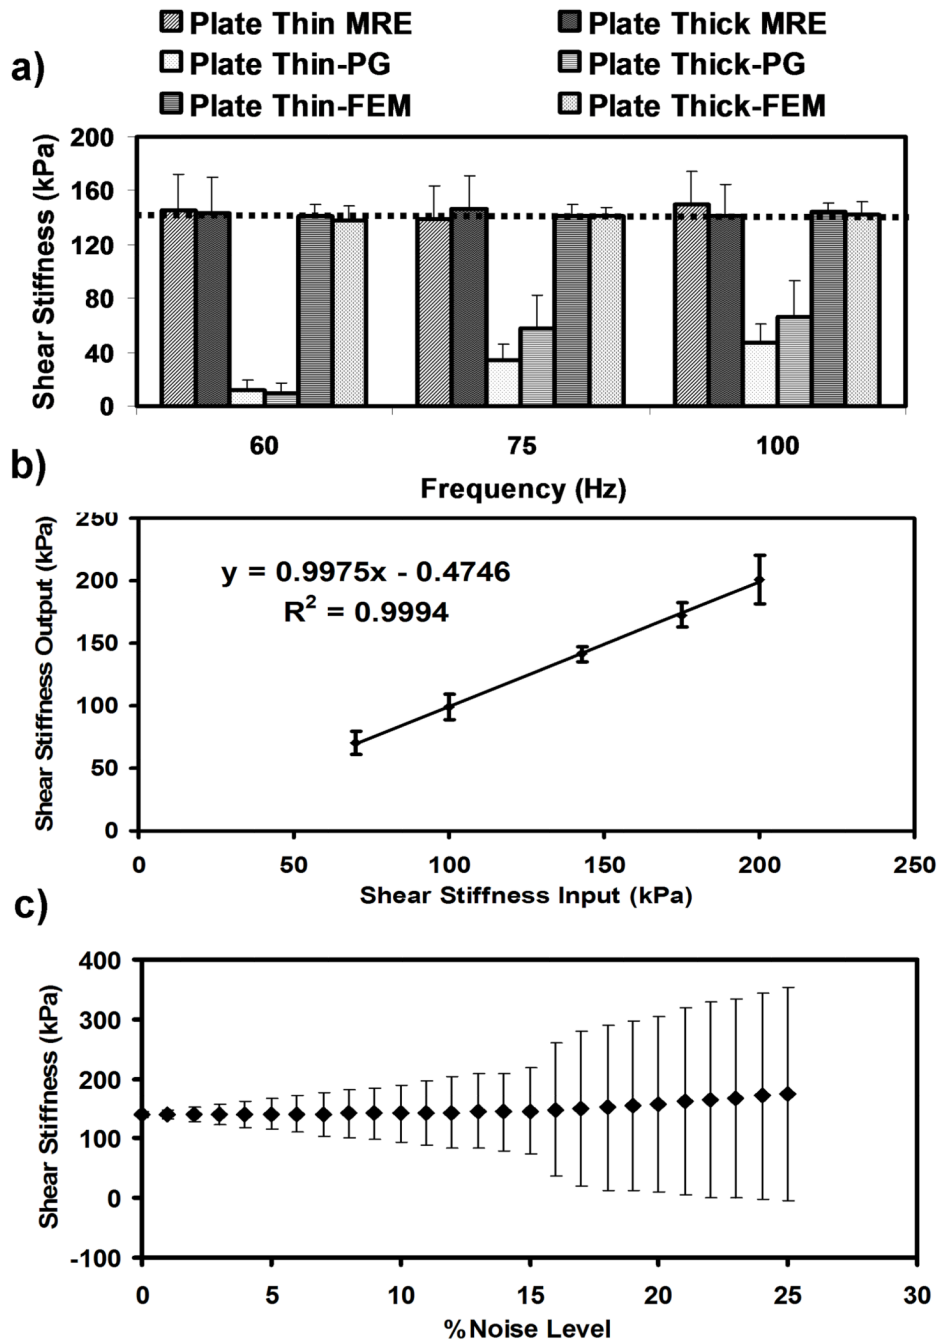 Plate Thin MRE Plate Thick MRE
a) Plate Thin-PG Plate Thick-PG
Plate Thin-FEM Plate Thick-FEM
Shear Stiffness (kPa)
200
160
120
80
40
0
60 75 100
Frequency (Hz)
b)
Shear Stiffness Output (kPa)
250
200
150
100
50
0
y = 0.9975x - 0.4746
R² = 0.9994
0 50 100 150 200 250
Shear Stiffness Input (kPa)
c)
Shear Stiffness (kPa)
400
300
200
100
0
-100
0 5 10 15 20 25 30
%Noise Level